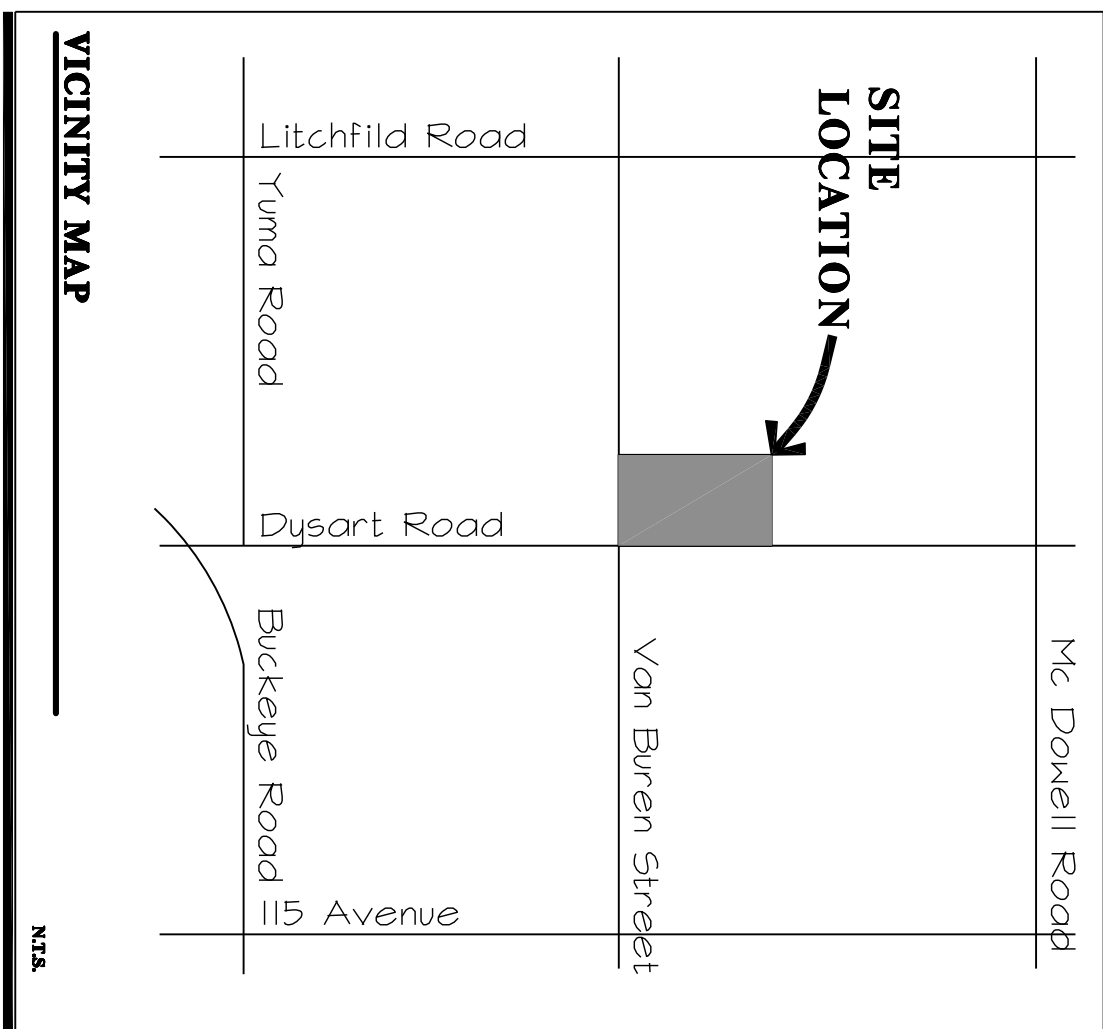 SITE
LOCATION
Mc Dowell Road
Van Buren Street
Litchfild Road
Yuma Road
Dysart Road
Buckeye Road
115 Avenue
VICINITY MAP
N.T.S.